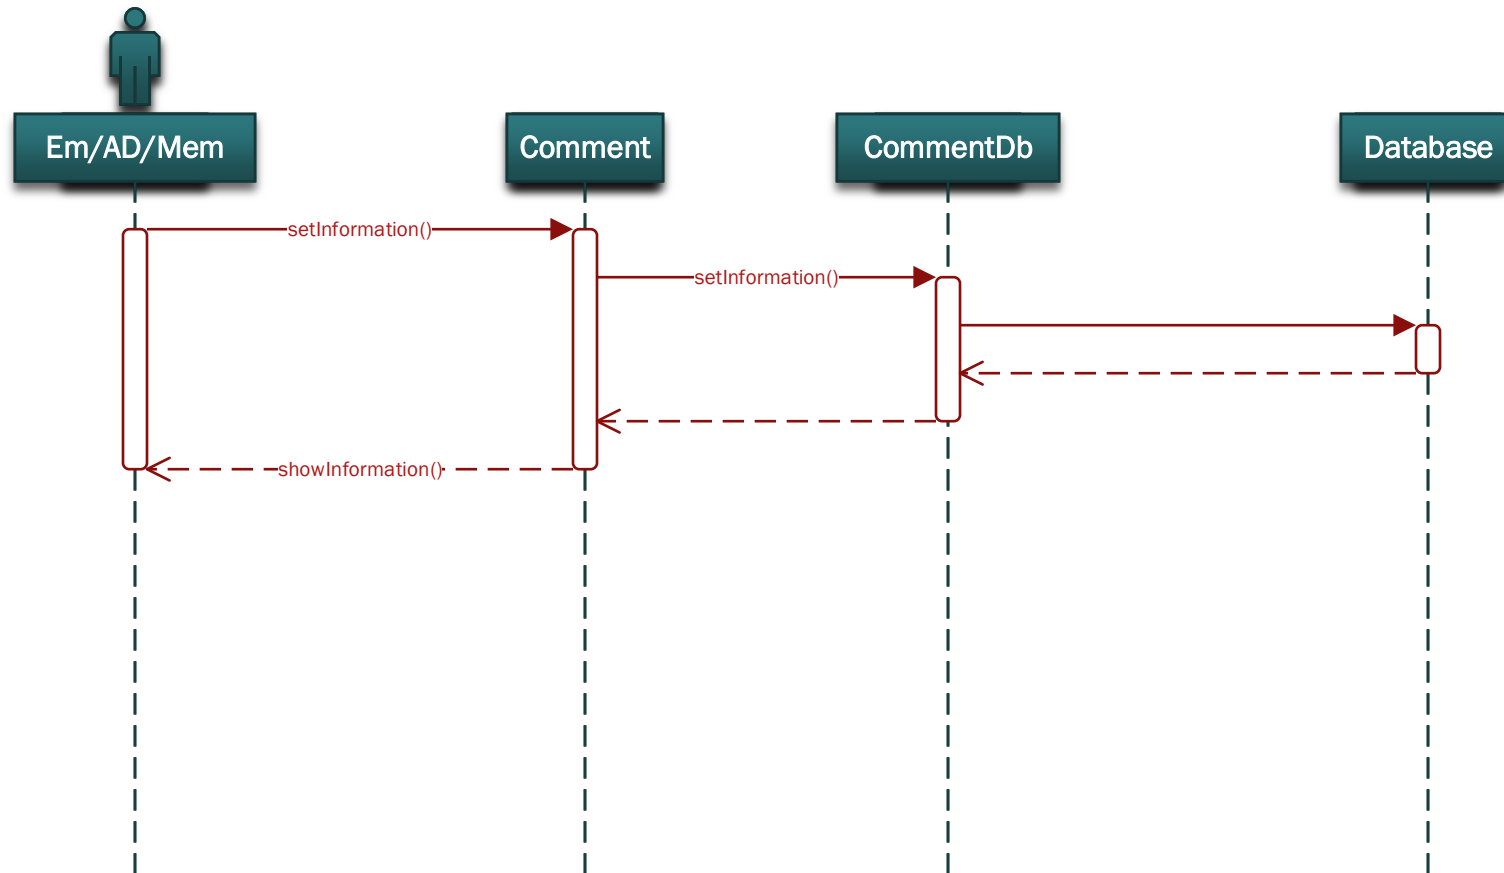 Em/AD/Mem
Comment
CommentDb
Database
setInformation()
setInformation()
showInformation()